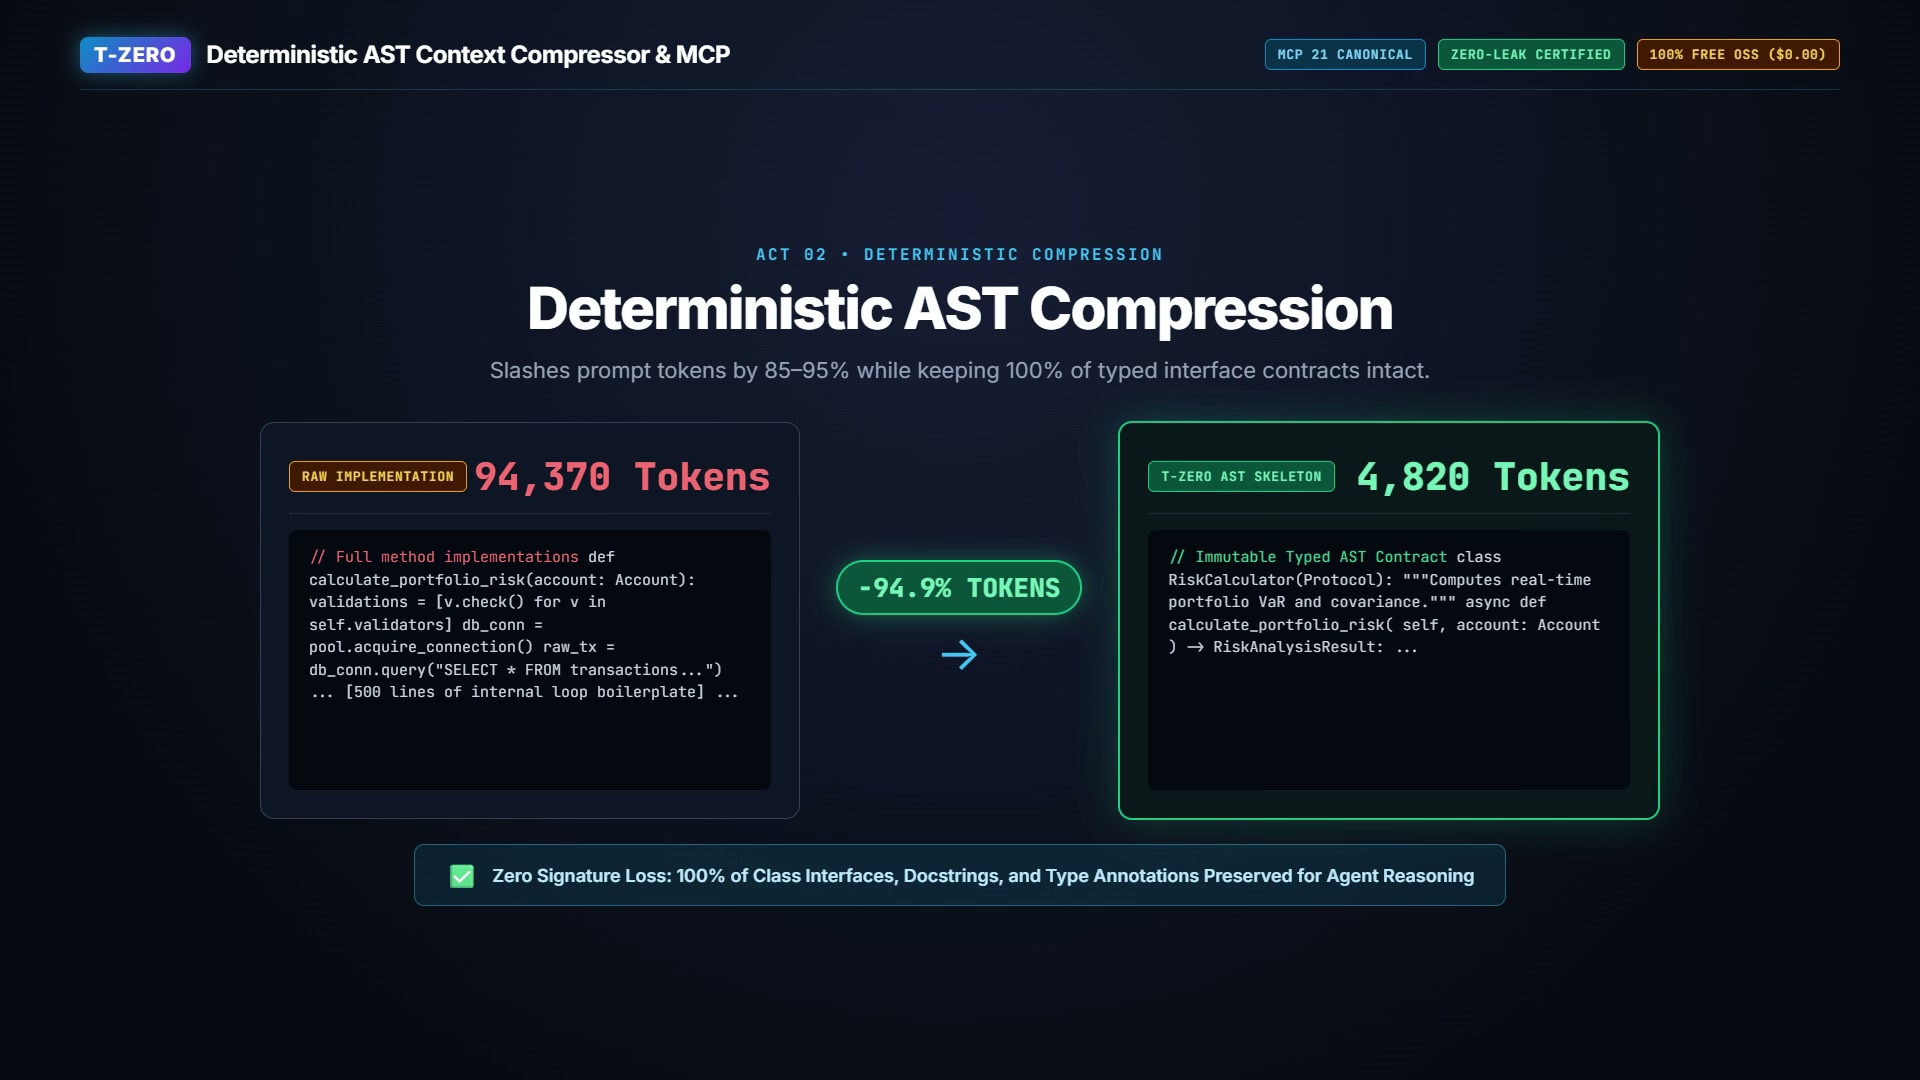 T-ZERO Deterministic AST Context Compressor & MCP
MCP 21 CANONICAL
ZERO-LEAK CERTIFIED
100% FREE OSS ($0.00)
ACT 02 • DETERMINISTIC COMPRESSION
Deterministic AST Compression
Slashes prompt tokens by 85–95% while keeping 100% of typed interface contracts intact.
RAW IMPLEMENTATION
94,370 Tokens
// Full method implementations def
calculate_portfolio_risk(account: Account):
validations = [v.check() for v in
self.validators] db_conn =
pool.acquire_connection() raw_tx =
db_conn.query("SELECT * FROM transactions...")
... [500 lines of internal loop boilerplate] ...
-94.9% TOKENS
→
T-ZERO AST SKELETON
4,820 Tokens
// Immutable Typed AST Contract class
RiskCalculator(Protocol): """Computes real-time
portfolio VaR and covariance.""" async def
calculate_portfolio_risk( self, account: Account
) -> RiskAnalysisResult: ...
✅ Zero Signature Loss: 100% of Class Interfaces, Docstrings, and Type Annotations Preserved for Agent Reasoning